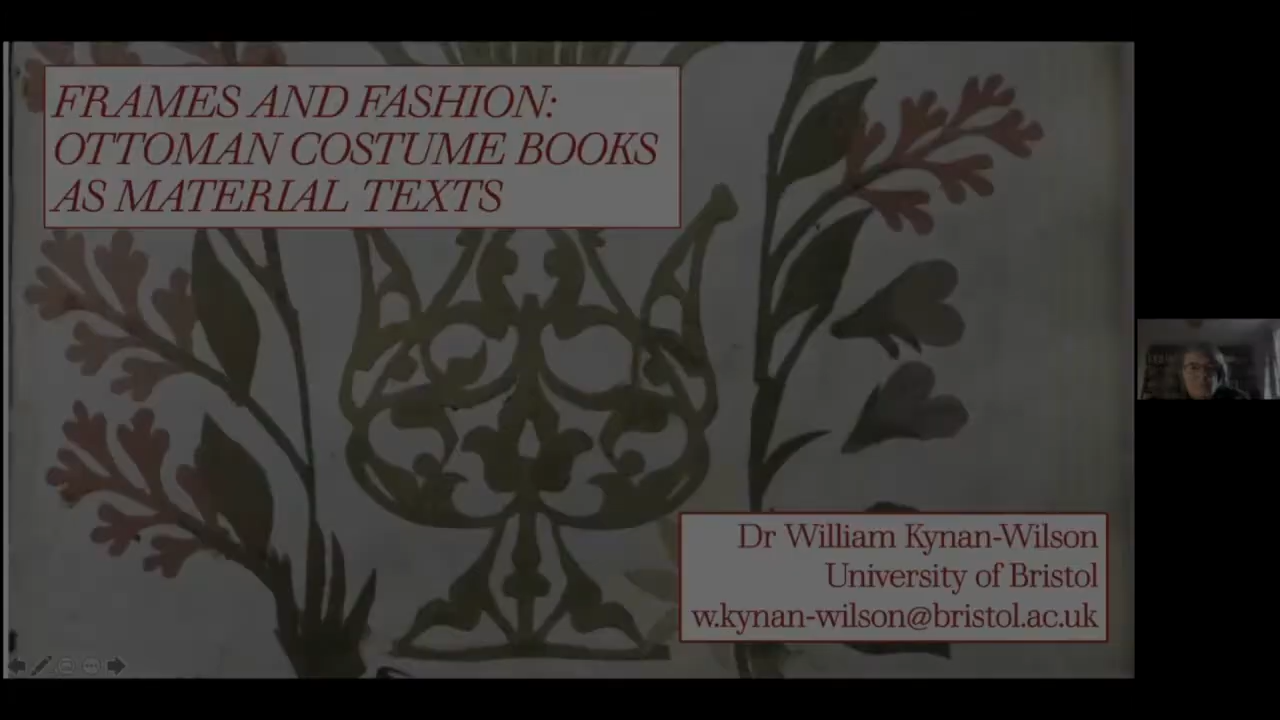 FRAMES AND FASHION:
OTTOMAN COSTUME BOOKS
AS MATERIAL TEXTS
Dr William Kynan-Wilson
University of Bristol
w.kynan-wilson@bristol.ac.uk